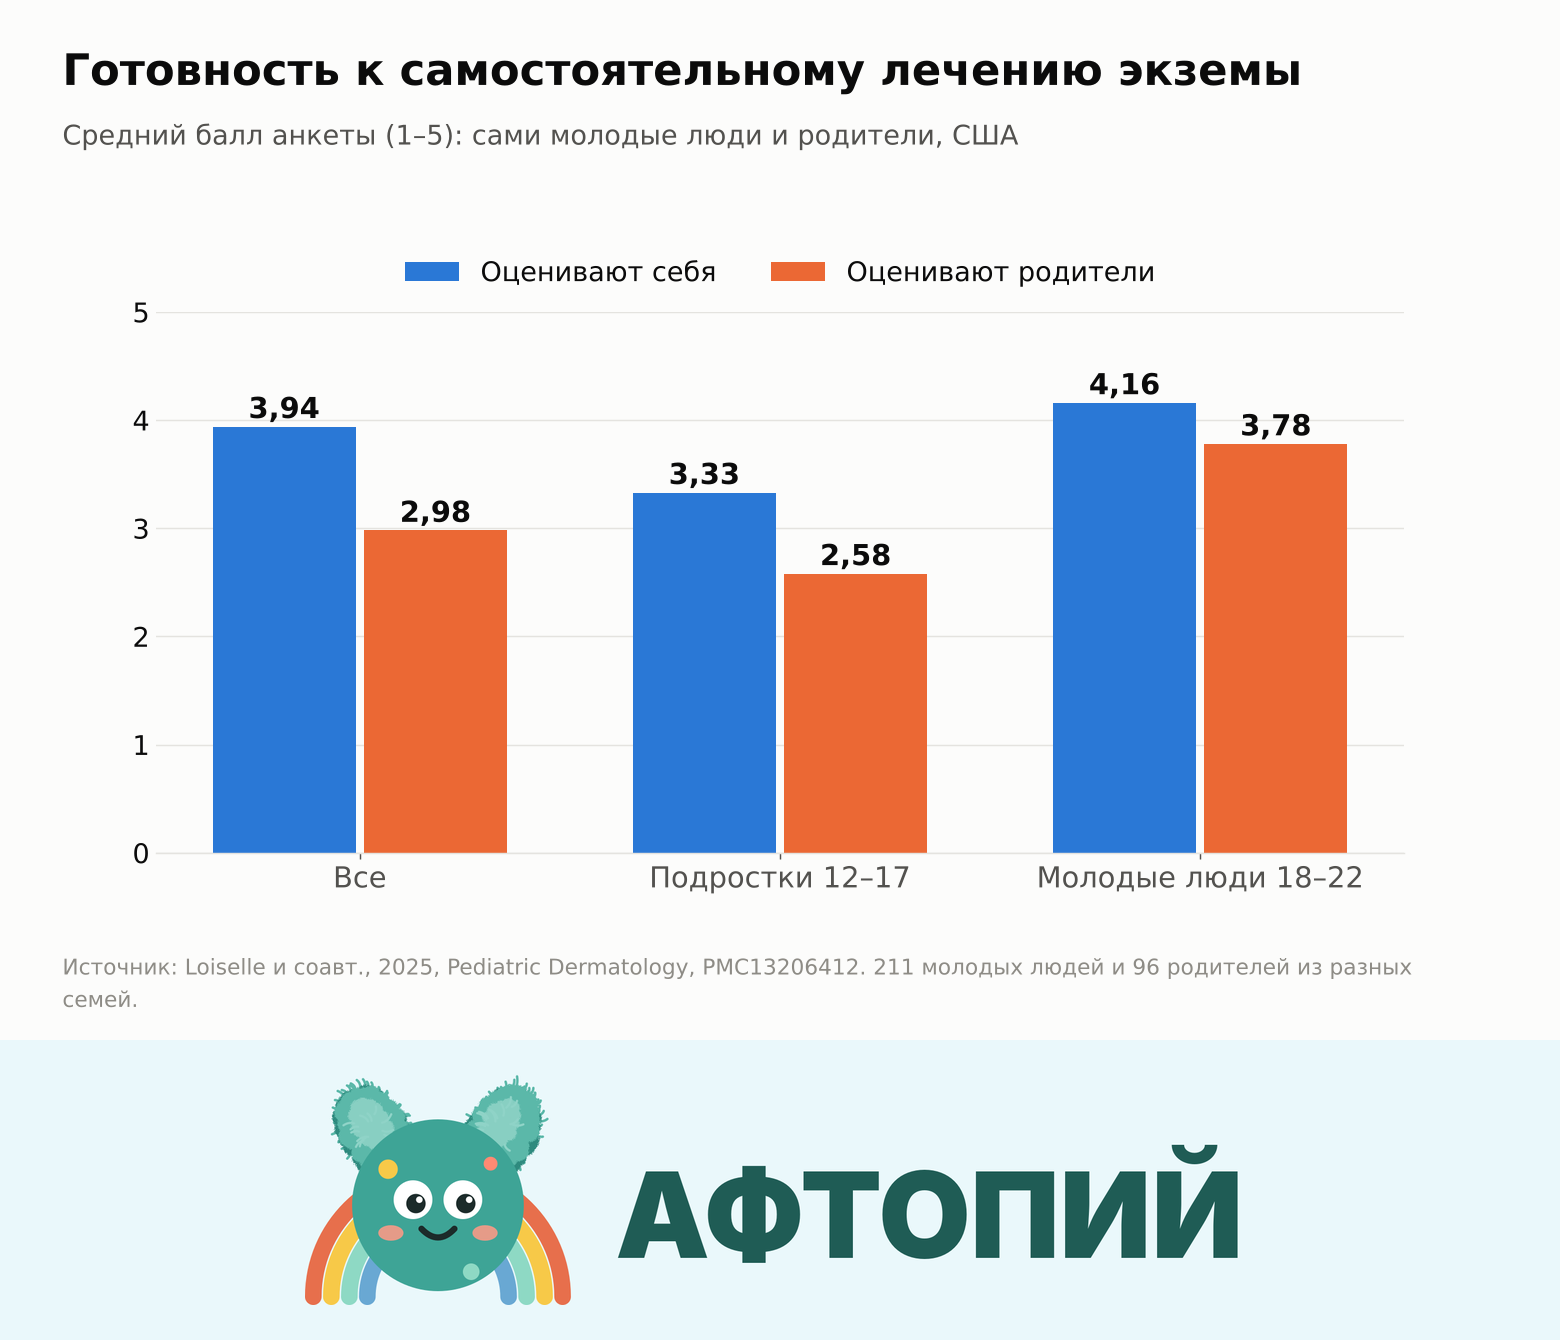 Готовность к самостоятельному лечению экземы
Средний балл анкеты (1–5): сами молодые люди и родители, США
Оценивают себя
Оценивают родители
5
4
3
2
1
0
3,94
2,98
3,33
2,58
4,16
3,78
Все
Подростки 12–17
Молодые люди 18–22
Источник: Loiselle и соавт., 2025, Pediatric Dermatology, PMC13206412. 211 молодых людей и 96 родителей из разных
семей.
АФТОПИЙ